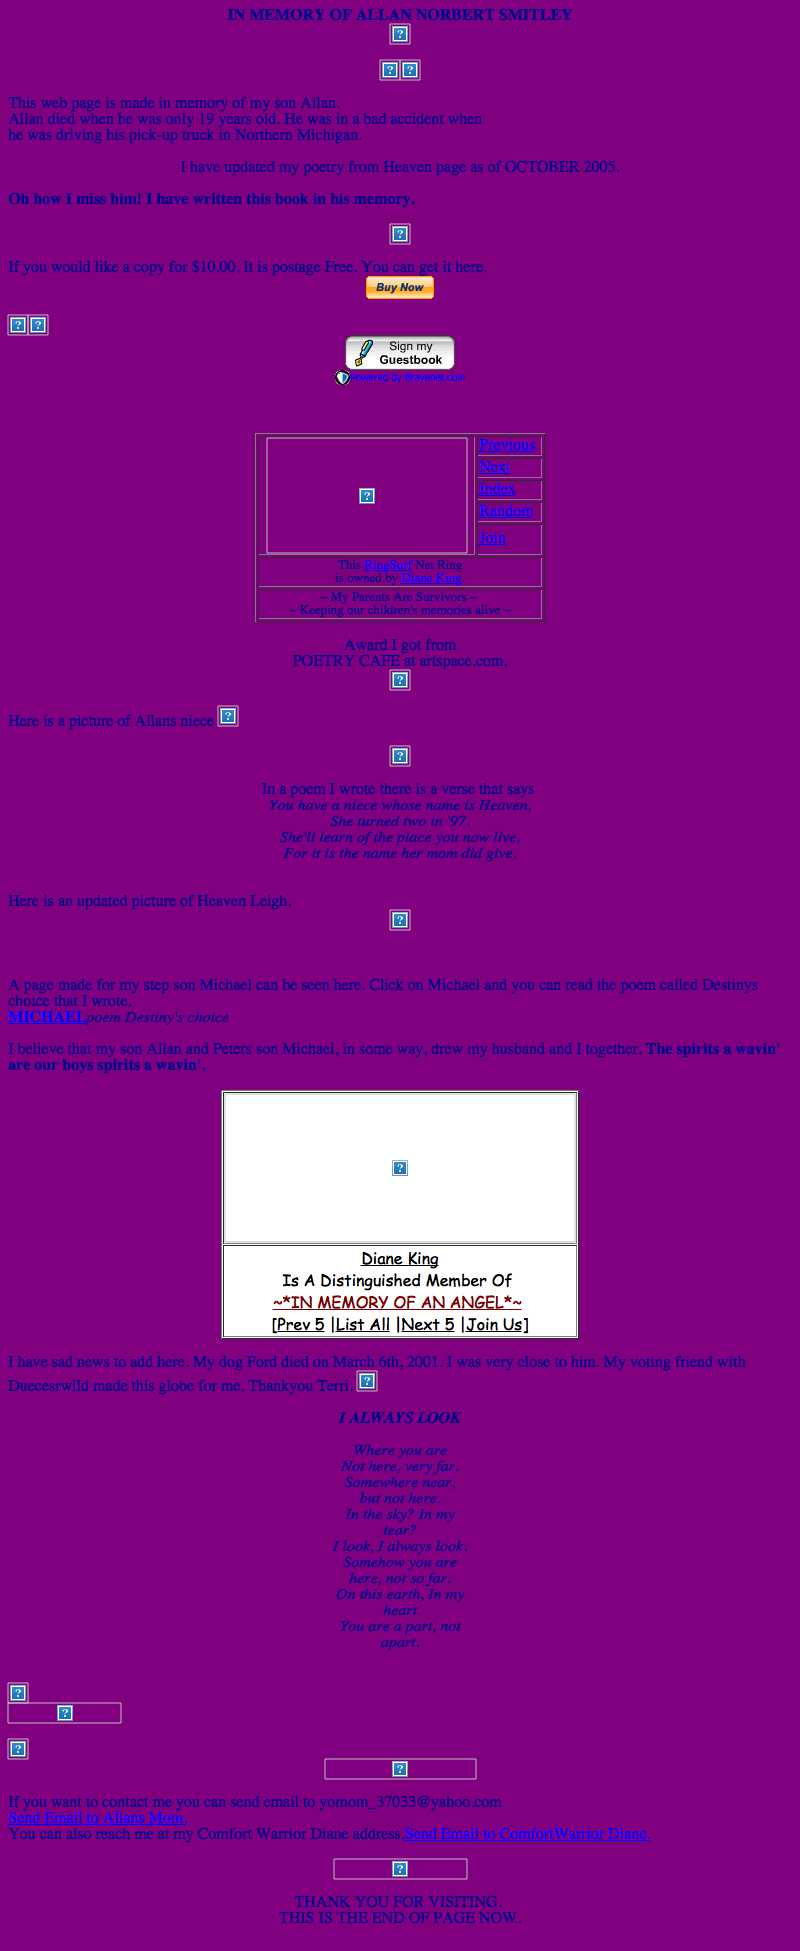 IN MEMORY OF ALLAN NORBERT SMITLEY
This web page is made in memory of my son Allan.
Allan died when he was only 19 years old. He was in a bad accident when
he was driving his pick-up truck in Northern Michigan.
I have updated my poetry from Heaven page as of OCTOBER 2005.
Oh how I miss him! I have written this book in his memory.
If you would like a copy for $10.00. It is postage Free. You can get it here.
Buy Now
Sign my
Guestbook
Powered by Bravenet.com
Previous
Next
Index
Random
Join
This RingSurf Net Ring
is owned by Diane King.
~ My Parents Are Survivors ~
~ Keeping our chikiren's memories alive ~
Award I got from
POETRY CAFE at artspace.com.
Here is a picture of Allans niece
In a poem I wrote there is a verse that says
You have a niece whose name is Heaven,
She turned two in '97.
She'll learn of the place you now live,
For it is the name her mom did give.
Here is an updated picture of Heaven Leigh.
A page made for my step son Michael can be seen here. Click on Michael and you can read the poem called Destinys
choice that I wrote.
MICHAELpoem Destiny's choice
I believe that my son Allan and Peters son Michael, in some way, drew my husband and I together. The spirits a wavin'
are our boys spirits a wavin'.
Diane King
Is A Distinguished Member Of
~*IN MEMORY OF AN ANGEL*~
[Prev 5 |List All |Next 5 |Join Us]
I have sad news to add here. My dog Ford died on March 6th, 2001. I was very close to him. My voting friend with
Duecesrwild made this globe for me. Thankyou Terri.
I ALWAYS LOOK
Where you are
Not here, very far.
Somewhere near,
but not here.
In the sky? In my
tear?
I look, I always look.
Somehow you are
here, not so far.
On this earth, In my
heart
You are a part, not
apart.
If you want to contact me you can send email to yomom_37033@yahoo.com
Send Email to Allans Mom.
You can also reach me at my Comfort Warrior Diane address.Send Email to ComfortWarrior Diane.
THANK YOU FOR VISITING.
THIS IS THE END OF PAGE NOW.